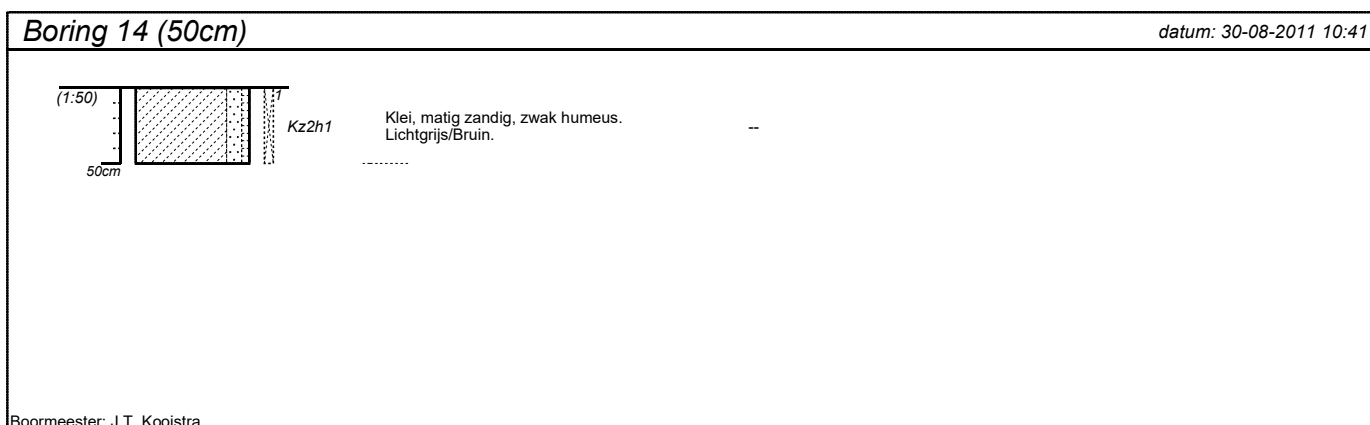 Boring 14 (50cm)
datum: 30-08-2011 10:41
(1:50)
1
Kz2h1
Klei, matig zandig, zwak humeus.
Lichtgrijs/Bruin.
--
50cm
Boormeester: J.T. Kooistra